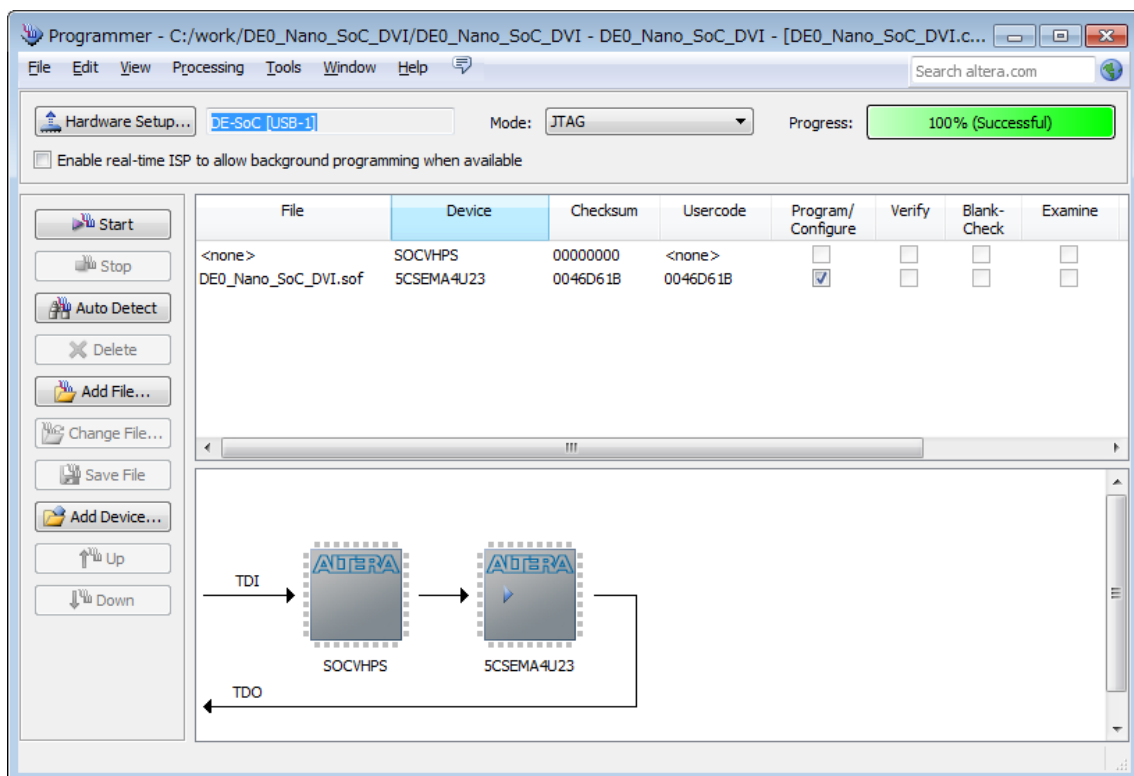 Programmer - C:/work/DE0_Nano_SoC_DVI/DE0_Nano_SoC_DVI - DE0_Nano_SoC_DVI - [DE0_Nano_SoC_DVI.c...
File Edit View Processing Tools Window Help Search altera.com
Hardware Setup... DE-SoC [USB-1] Mode: JTAG Progress: 100% (Successful)
Enable real-time ISP to allow background programming when available
Start
Stop
Auto Detect
Delete
Add File...
Change File...
Save File
Add Device...
Up
Down
File Device Checksum Usercode Program/ Verify Blank- Examine
Configure Check
<none> SOCVHPS 00000000 <none>
DE0_Nano_SoC_DVI.sof 5CSEMA4U23 0046D61B 0046D61B
ALTERA ALTERA
TDI
SOCVHPS 5CSEMA4U23
TDO